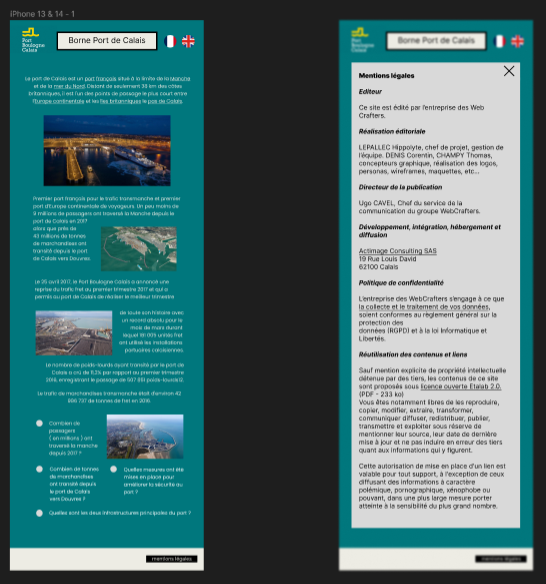 iPhone 13 & 14 - 1
Port
Boulogne
Calais
Borne Port de Calais
Le port de Calais est un port français situé à la limite de la Manche
et de la mer du Nord. Distant de seulement 38 km des côtes
britanniques, il est l'un des points de passage le plus court entre
l'Europe continentale et les îles britanniques le pas de Calais.
Premier port français pour le trafic transmanche et premier
port d'Europe continentale de voyageurs. Un peu moins de
9 millions de passagers ont traversé la Manche depuis le
port de Calais en 2017
alors que près de
43 millions de tonnes
de marchandises ont
transité depuis le port
de Calais vers Douvres
Le 25 avril 2017, le Port Boulogne Calais a annoncé une
reprise du trafic fret au premier trimestre 2017 et qui a
permis au port de Calais de réaliser le meilleur trimestre
de toute son histoire avec
un record absolu pour le
mois de mars durant
lequel 191 005 unités fret
ont utilisé les installations
portuaires calaisiennes.
Le nombre de poids-lourds ayant transité par le port de
Calais a crû de 5,2% par rapport au premier trimestre
2016, enregistrant le passage de 507 893 poids-lourds12.
Le trafic de marchandises transmanche était d'environ 42
806 737 de tonnes de fret en 2016.
Combien de
passagers
( en millions ) ont
traversé la manche
depuis 2017 ?
Combien de tonnes
de marchandises
ont transité depuis
le port de Calais
vers Douvres ?
Quelles mesures ont été
mises en place pour
améliorer la sécurité du
port ?
Quelles sont les deux infrastructures principales du port ?
mentions légales
Port
Boulogne
Calais
Borne Port de Calais
Mentions légales
Editeur
Ce site est édité par l'entreprise des Web
Crafters.
Réalisation éditoriale
LEPALLEC Hippolyte, chef de projet, gestion de
l'équipe. DENIS Corentin, CHAMPY Thomas,
concepteurs graphique, réalisation des logos,
personas, wireframes, maquettes, etc...
Directeur de la publication
Ugo CAVEL, Chef du service de la
communication du groupe WebCrafters.
Développement, intégration, hébergement et
diffusion
Actimage Consulting SAS
19 Rue Louis David
62100 Calais
Politique de confidentialité
L'entreprise des WebCrafters s'engage à ce que
la collecte et le traitement de vos données,
soient conformes au règlement général sur la
protection des
données (RGPD) et à la loi Informatique et
Libertés.
Réutilisation des contenus et liens
Sauf mention explicite de propriété intellectuelle
détenue par des tiers, les contenus de ce site
sont proposés sous licence ouverte Etalab 2.0.
(PDF - 233 ko)
Vous êtes notamment libres de les reproduire,
copier, modifier, extraire, transformer,
communiquer diffuser, redistribuer, publier,
transmettre et exploiter sous réserve de
mentionner leur source, leur date de dernière
mise à jour et ne pas induire en erreur des tiers
quant aux informations qui y figurent.
Cette autorisation de mise en place d'un lien est
valable pour tout support, à l'exception de ceux
diffusant des informations à caractère
polémique, pornographique, xénophobe ou
pouvant, dans une plus large mesure porter
atteinte à la sensibilité du plus grand nombre.
mentions légales